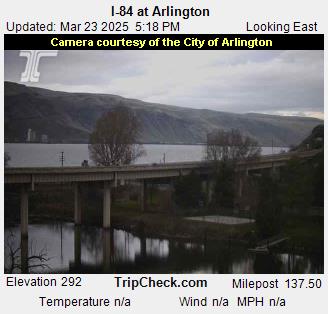 I-84 at Arlington
Updated: Mar 23 2025 5:18 PM Looking East
Camera courtesy of the City of Arlington
Elevation 292 TripCheck.com Milepost 137.50
Temperature n/a Wind n/a MPH n/a